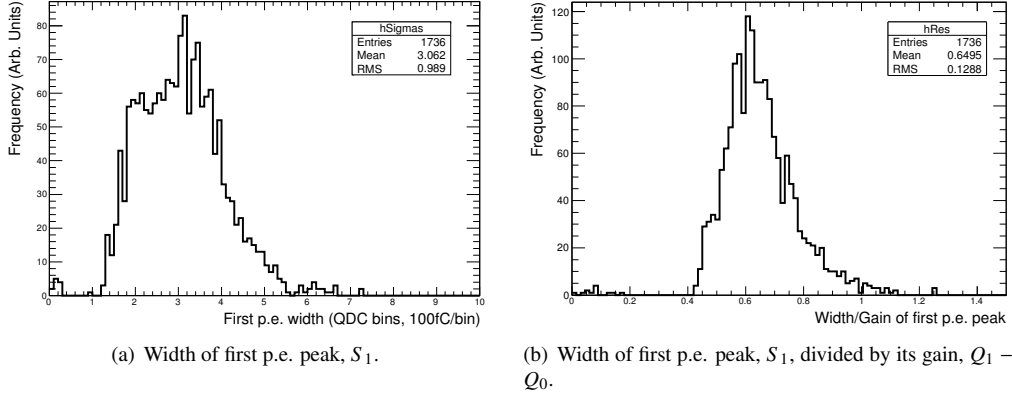 Frequency (Arb. Units)
80
70
60
50
40
30
20
10
0
0 1 2 3 4 5 6 7 8 9 10
First p.e. width (QDC bins, 100fC/bin)
hSigmas
Entries 1736
Mean 3.062
RMS 0.989
(a) Width of first p.e. peak, S1.
Frequency (Arb. Units)
120
100
80
60
40
20
0
0 0.2 0.4 0.6 0.8 1 1.2 1.4
Width/Gain of first p.e. peak
hRes
Entries 1736
Mean 0.6495
RMS 0.1288
(b) Width of first p.e. peak, S1, divided by its gain, Q1 −
Q0.